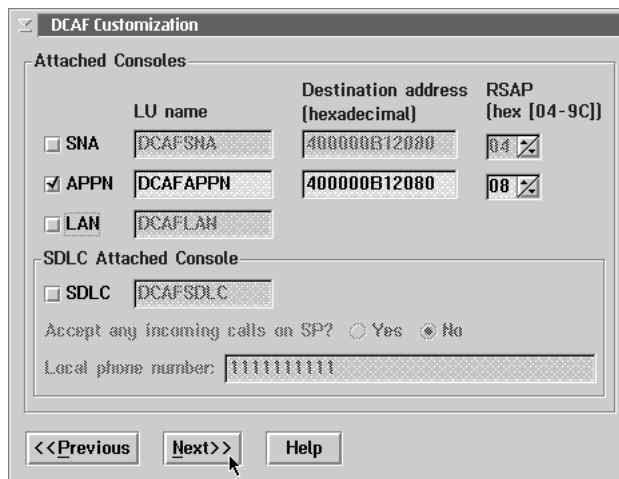 DCAF Customization
Attached Consoles
LU name
Destination address
(hexadecimal)
RSAP
(hex [04-9C])
SNA DCAFSNA 400000B12080 04
APPN DCAFAPPN 400000B12080 08
LAN DCAFLAN
SDLC Attached Console
SDLC DCAFSDLC
Accept any incoming calls on SP? Yes No
Local phone number: 1111111111
<<Previous Next>> Help